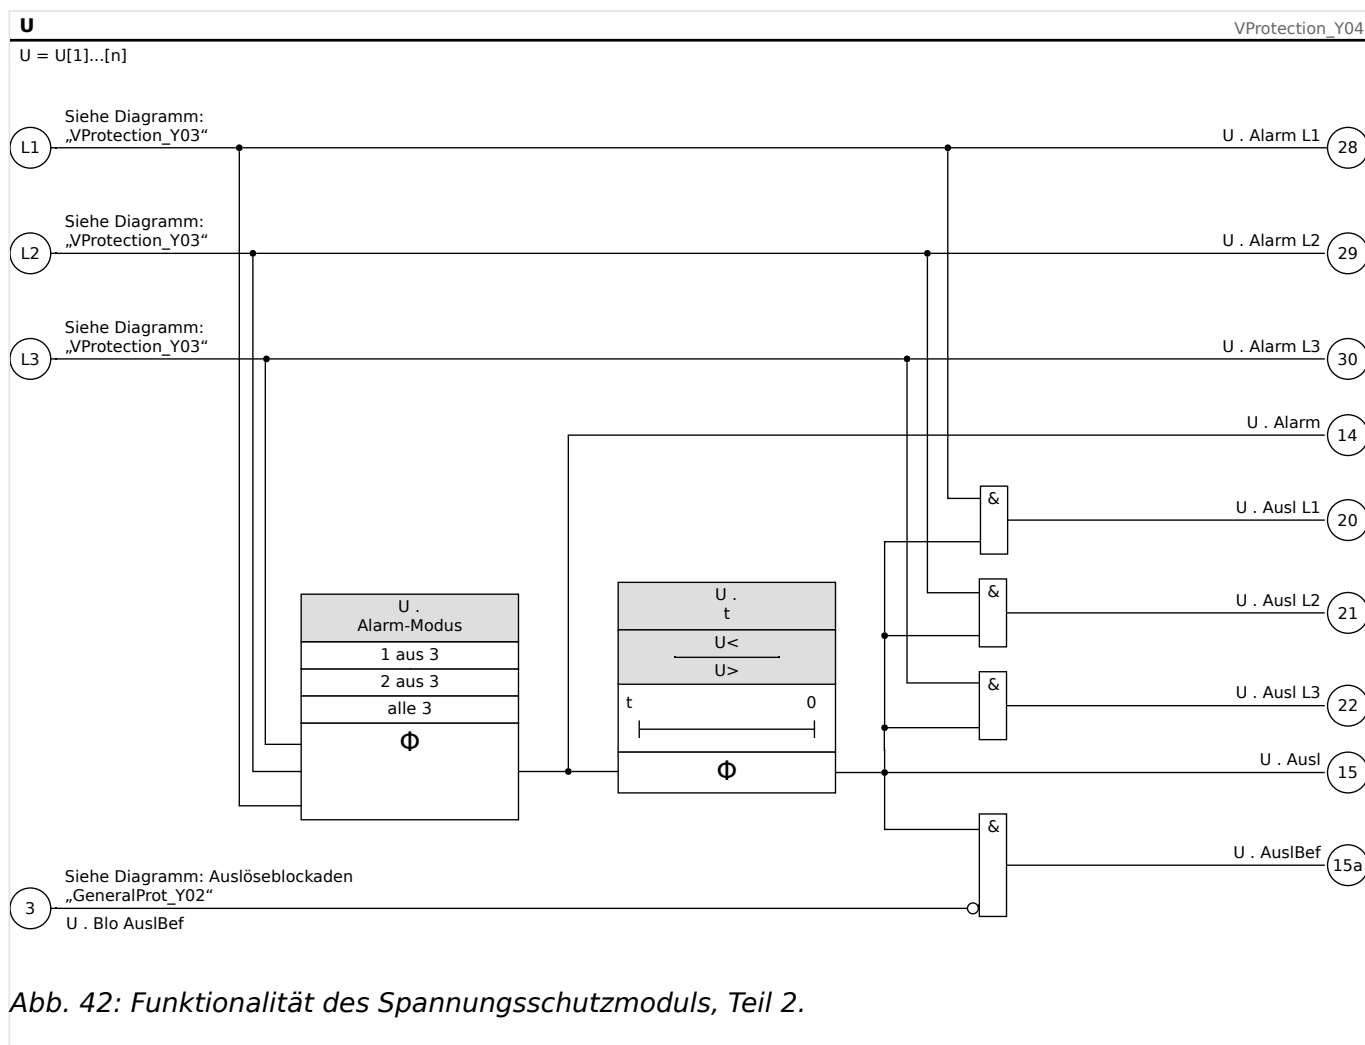 U
VProtection_Y04
U = U[1]...[n]
Siehe Diagramm:
„VProtection_Y03“
L1
U . Alarm L1
28
Siehe Diagramm:
„VProtection_Y03“
L2
U . Alarm L2
29
Siehe Diagramm:
„VProtection_Y03“
L3
U . Alarm L3
30
U . Alarm
14
&
U . Ausl L1
20
&
U . Ausl L2
21
&
U . Ausl L3
22
U .
Alarm-Modus
1 aus 3
2 aus 3
alle 3
Φ
U .
t
U<
U>
t 0
Φ
U . Ausl
15
&
U . AuslBef
15a
Siehe Diagramm: Auslöseblockaden
„GeneralProt_Y02“
3
U . Blo AuslBef
Abb. 42: Funktionalität des Spannungsschutzmoduls, Teil 2.